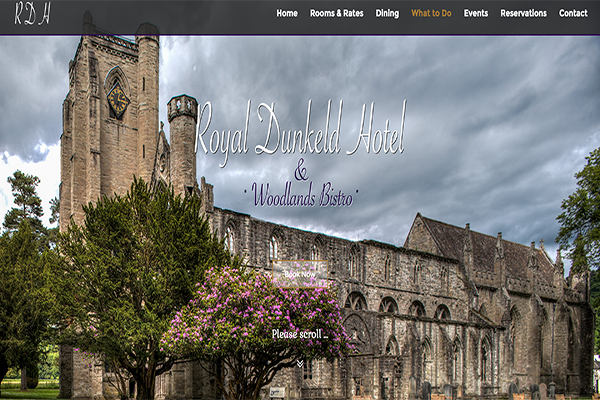 RDH
Home Rooms & Rates Dining What to Do Events Reservations Contact
Royal Dunkeld Hotel
&
* Woodlands Bistro *
Book Now
Please scroll ...